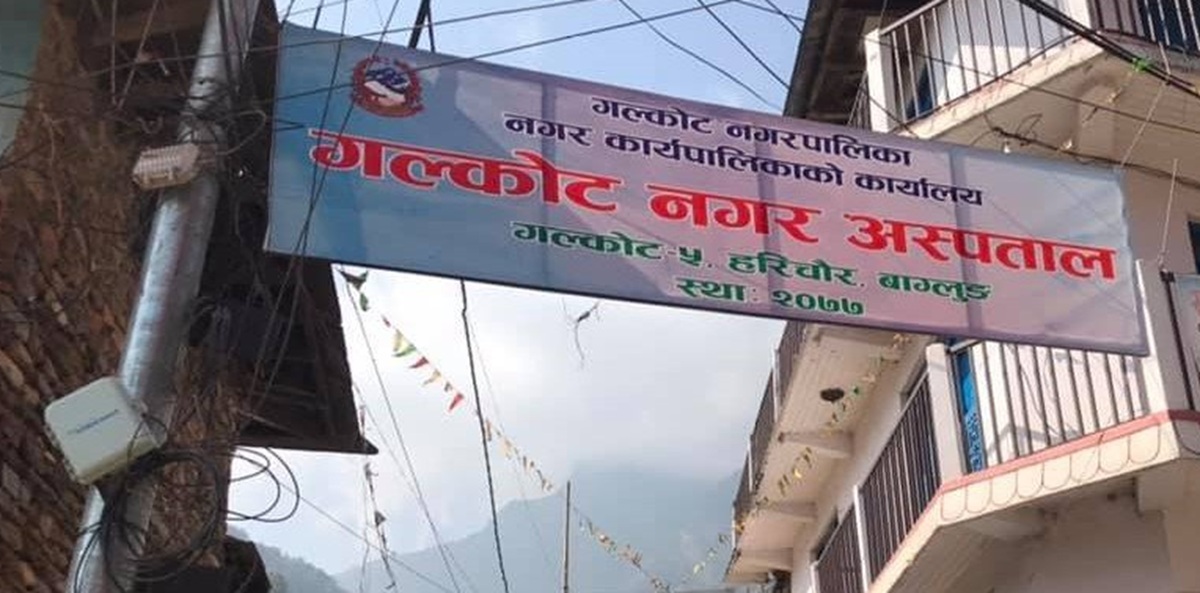 गल्कोट नगरपालिका
नगर कार्यपालिकाको कार्यालय
गल्कोट नगर अस्पताल
गल्कोट-५, हरिचौर, बाग्लुङ
स्था: २०७७